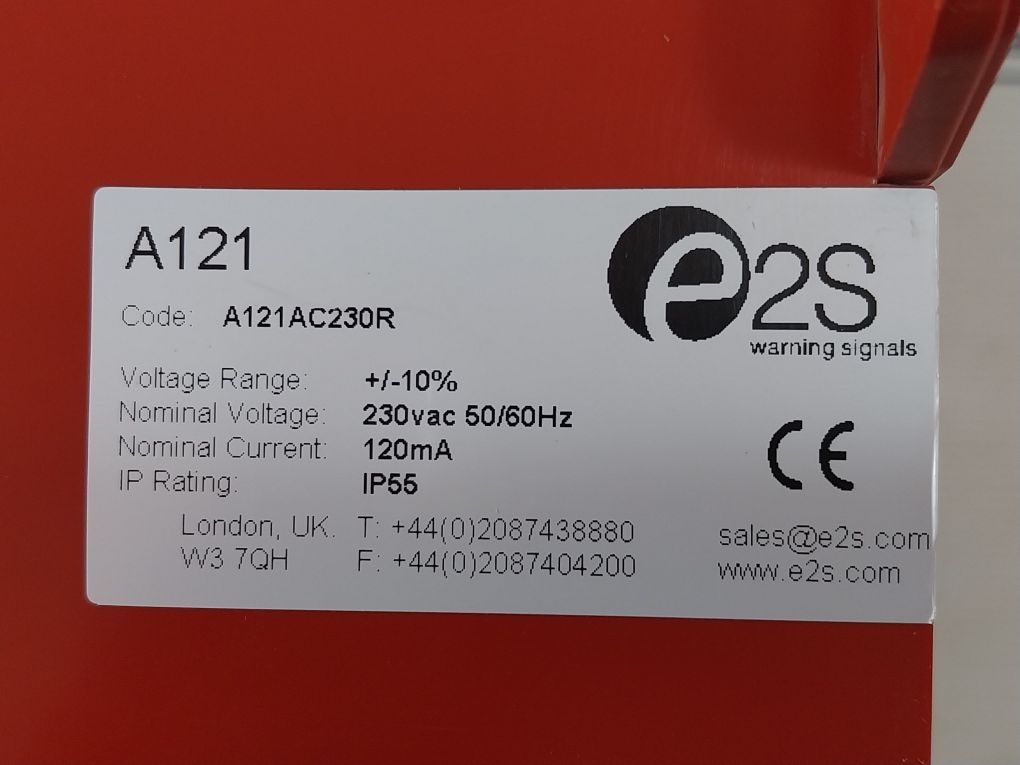 A121
e2S
warning signals
Code: A121AC230R
Voltage Range: +/-10%
Nominal Voltage: 230vac 50/60Hz
Nominal Current: 120mA
IP Rating: IP55
CE
London, UK. T: +44(0)2087438880
W3 7QH F: +44(0)2087404200
sales@e2s.com
www.e2s.com